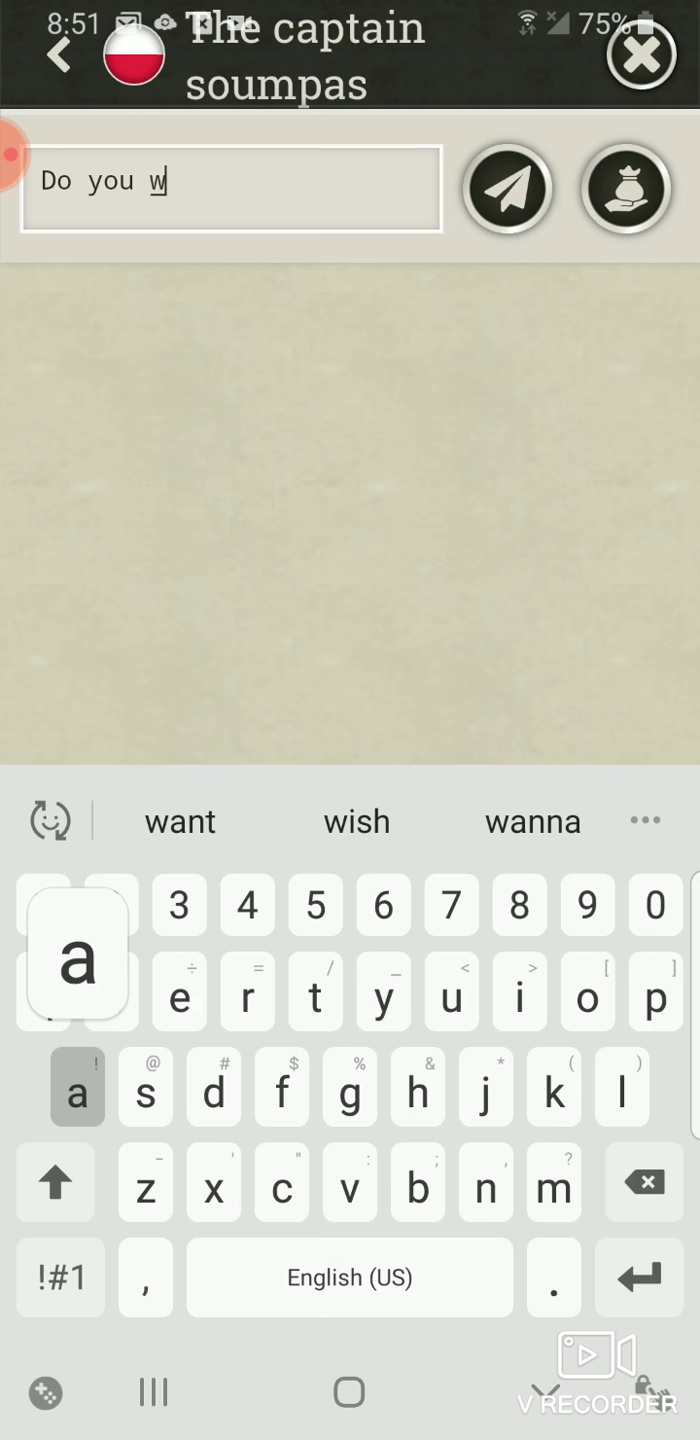 8:51 75%
The captain
soumpas
Do you w
want wish wanna
3 4 5 6 7 8 9 0
a
÷ = / _ < > [ ]
e r t y u i o p
! @ # $ % & * ( )
a s d f g h j k l
- ' " : ; , ?
z x c v b n m
!#1 , English (US) .
V RECORDER